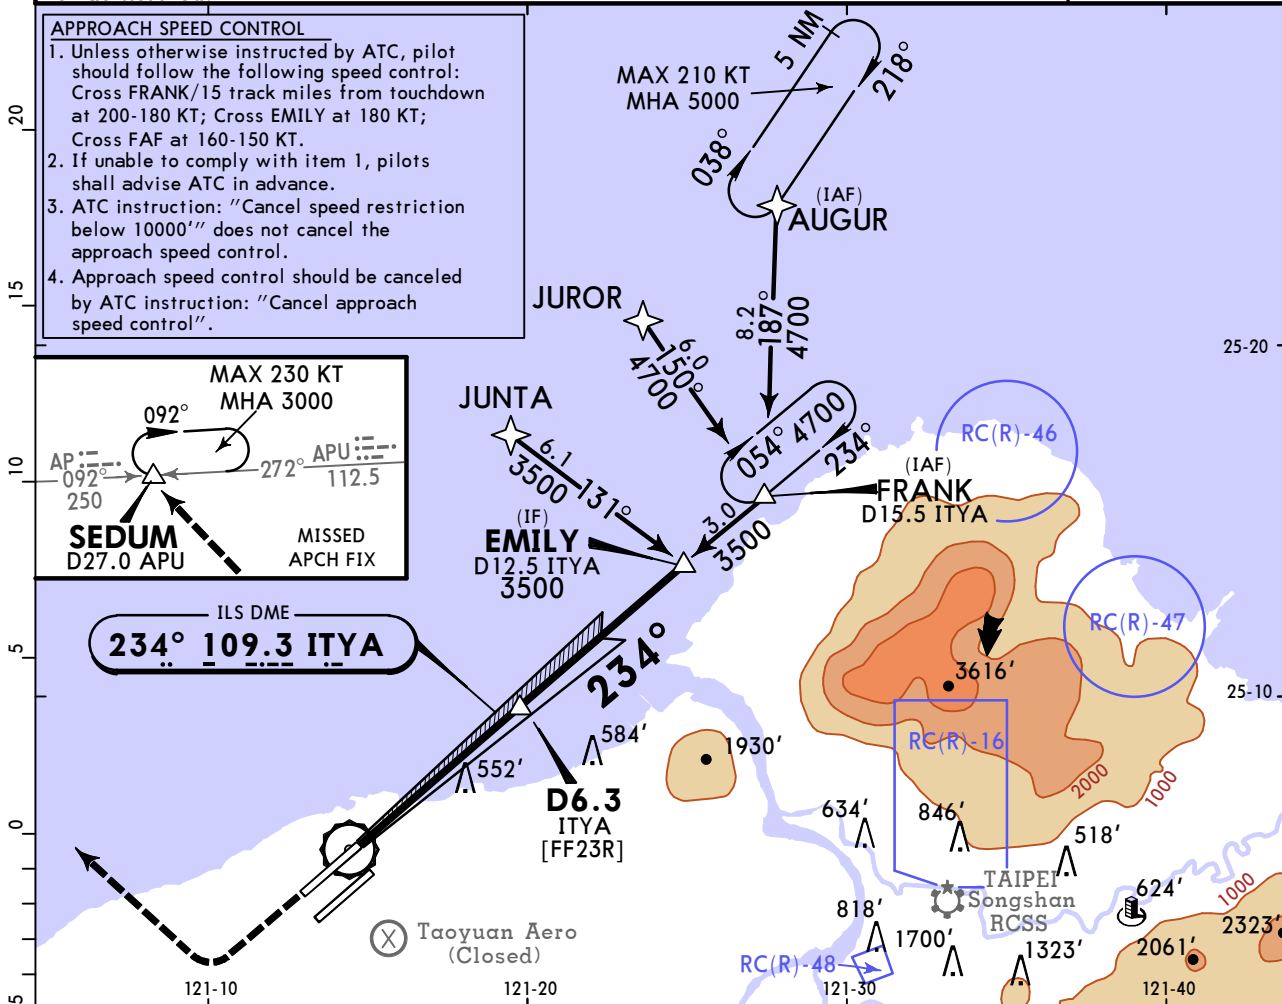 APPROACH SPEED CONTROL
1. Unless otherwise instructed by ATC, pilot
should follow the following speed control:
Cross FRANK/15 track miles from touchdown
at 200-180 KT; Cross EMILY at 180 KT;
Cross FAF at 160-150 KT.
2. If unable to comply with item 1, pilots
shall advise ATC in advance.
3. ATC instruction: "Cancel speed restriction
below 10000'" does not cancel the
approach speed control.
4. Approach speed control should be canceled
by ATC instruction: "Cancel approach
speed control".
5 NM
MAX 210 KT
MHA 5000
218°
038°
(IAF)
AUGUR
8.2
187°
4700
JUROR
6.0
150°
4700
JUNTA
6.1
3500
131°
054° 4700
234°
(IAF)
FRANK
D15.5 ITYA
3.0
3500
(IF)
EMILY
D12.5 ITYA
3500
MAX 230 KT
MHA 3000
092°
AP
092°
250
272°
APU
112.5
SEDUM
D27.0 APU
MISSED
APCH FIX
ILS DME
234° 109.3 ITYA
234°
D6.3
ITYA
[FF23R]
552'
584'
1930'
RC(R)-46
RC(R)-47
3616'
RC(R)-16
2000
1000
634'
846'
518'
TAIPEI
Songshan
RCSS
624'
818'
1700'
1323'
RC(R)-48
2061'
2323'
1000
Taoyuan Aero
(Closed)
20
15
10
5
0
5
25-20
25-10
121-10
121-20
121-30
121-40